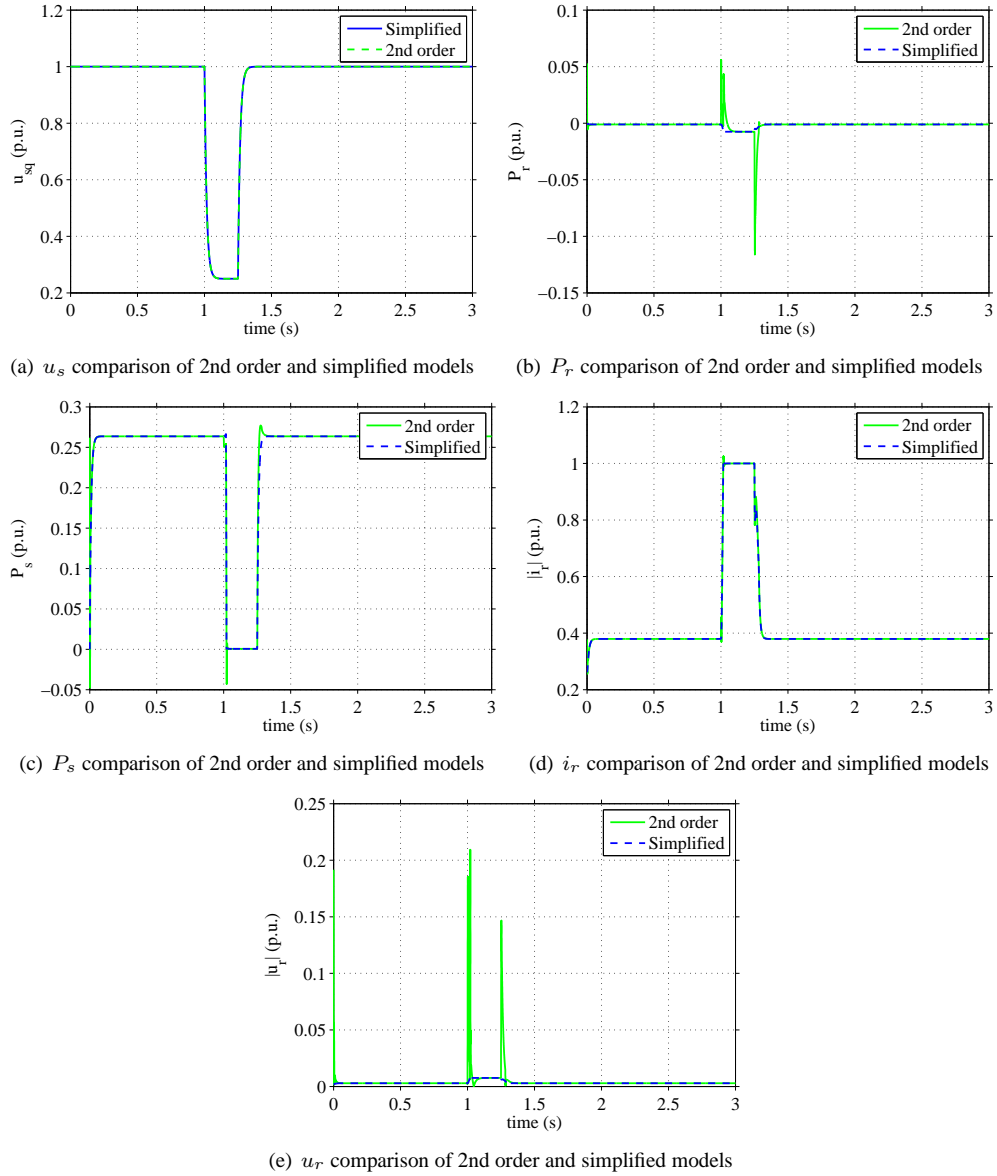 1.2
1
0.8
0.6
0.4
0.2
u_sq (p.u.)
0 0.5 1 1.5 2 2.5 3
time (s)
Simplified
2nd order
(a) u_s comparison of 2nd order and simplified models
0.1
0.05
0
−0.05
−0.1
−0.15
P_r (p.u.)
0 0.5 1 1.5 2 2.5 3
time (s)
2nd order
Simplified
(b) P_r comparison of 2nd order and simplified models
0.3
0.25
0.2
0.15
0.1
0.05
0
−0.05
P_s (p.u.)
0 0.5 1 1.5 2 2.5 3
time (s)
2nd order
Simplified
(c) P_s comparison of 2nd order and simplified models
1.2
1
0.8
0.6
0.4
0.2
|i_r| (p.u.)
0 0.5 1 1.5 2 2.5 3
time (s)
2nd order
Simplified
(d) i_r comparison of 2nd order and simplified models
0.25
0.2
0.15
0.1
0.05
0
|u_r| (p.u.)
0 0.5 1 1.5 2 2.5 3
time (s)
2nd order
Simplified
(e) u_r comparison of 2nd order and simplified models